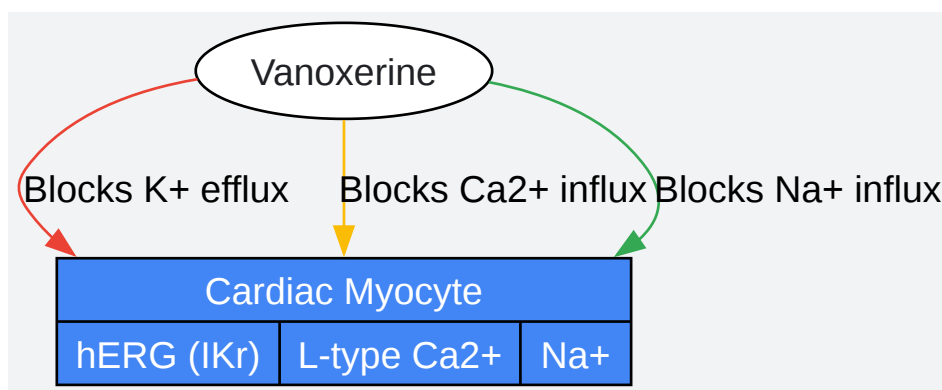 Vanoxerine
Blocks K+ efflux
Blocks Ca2+ influx
Blocks Na+ influx
Cardiac Myocyte
hERG (IKr)
L-type Ca2+
Na+